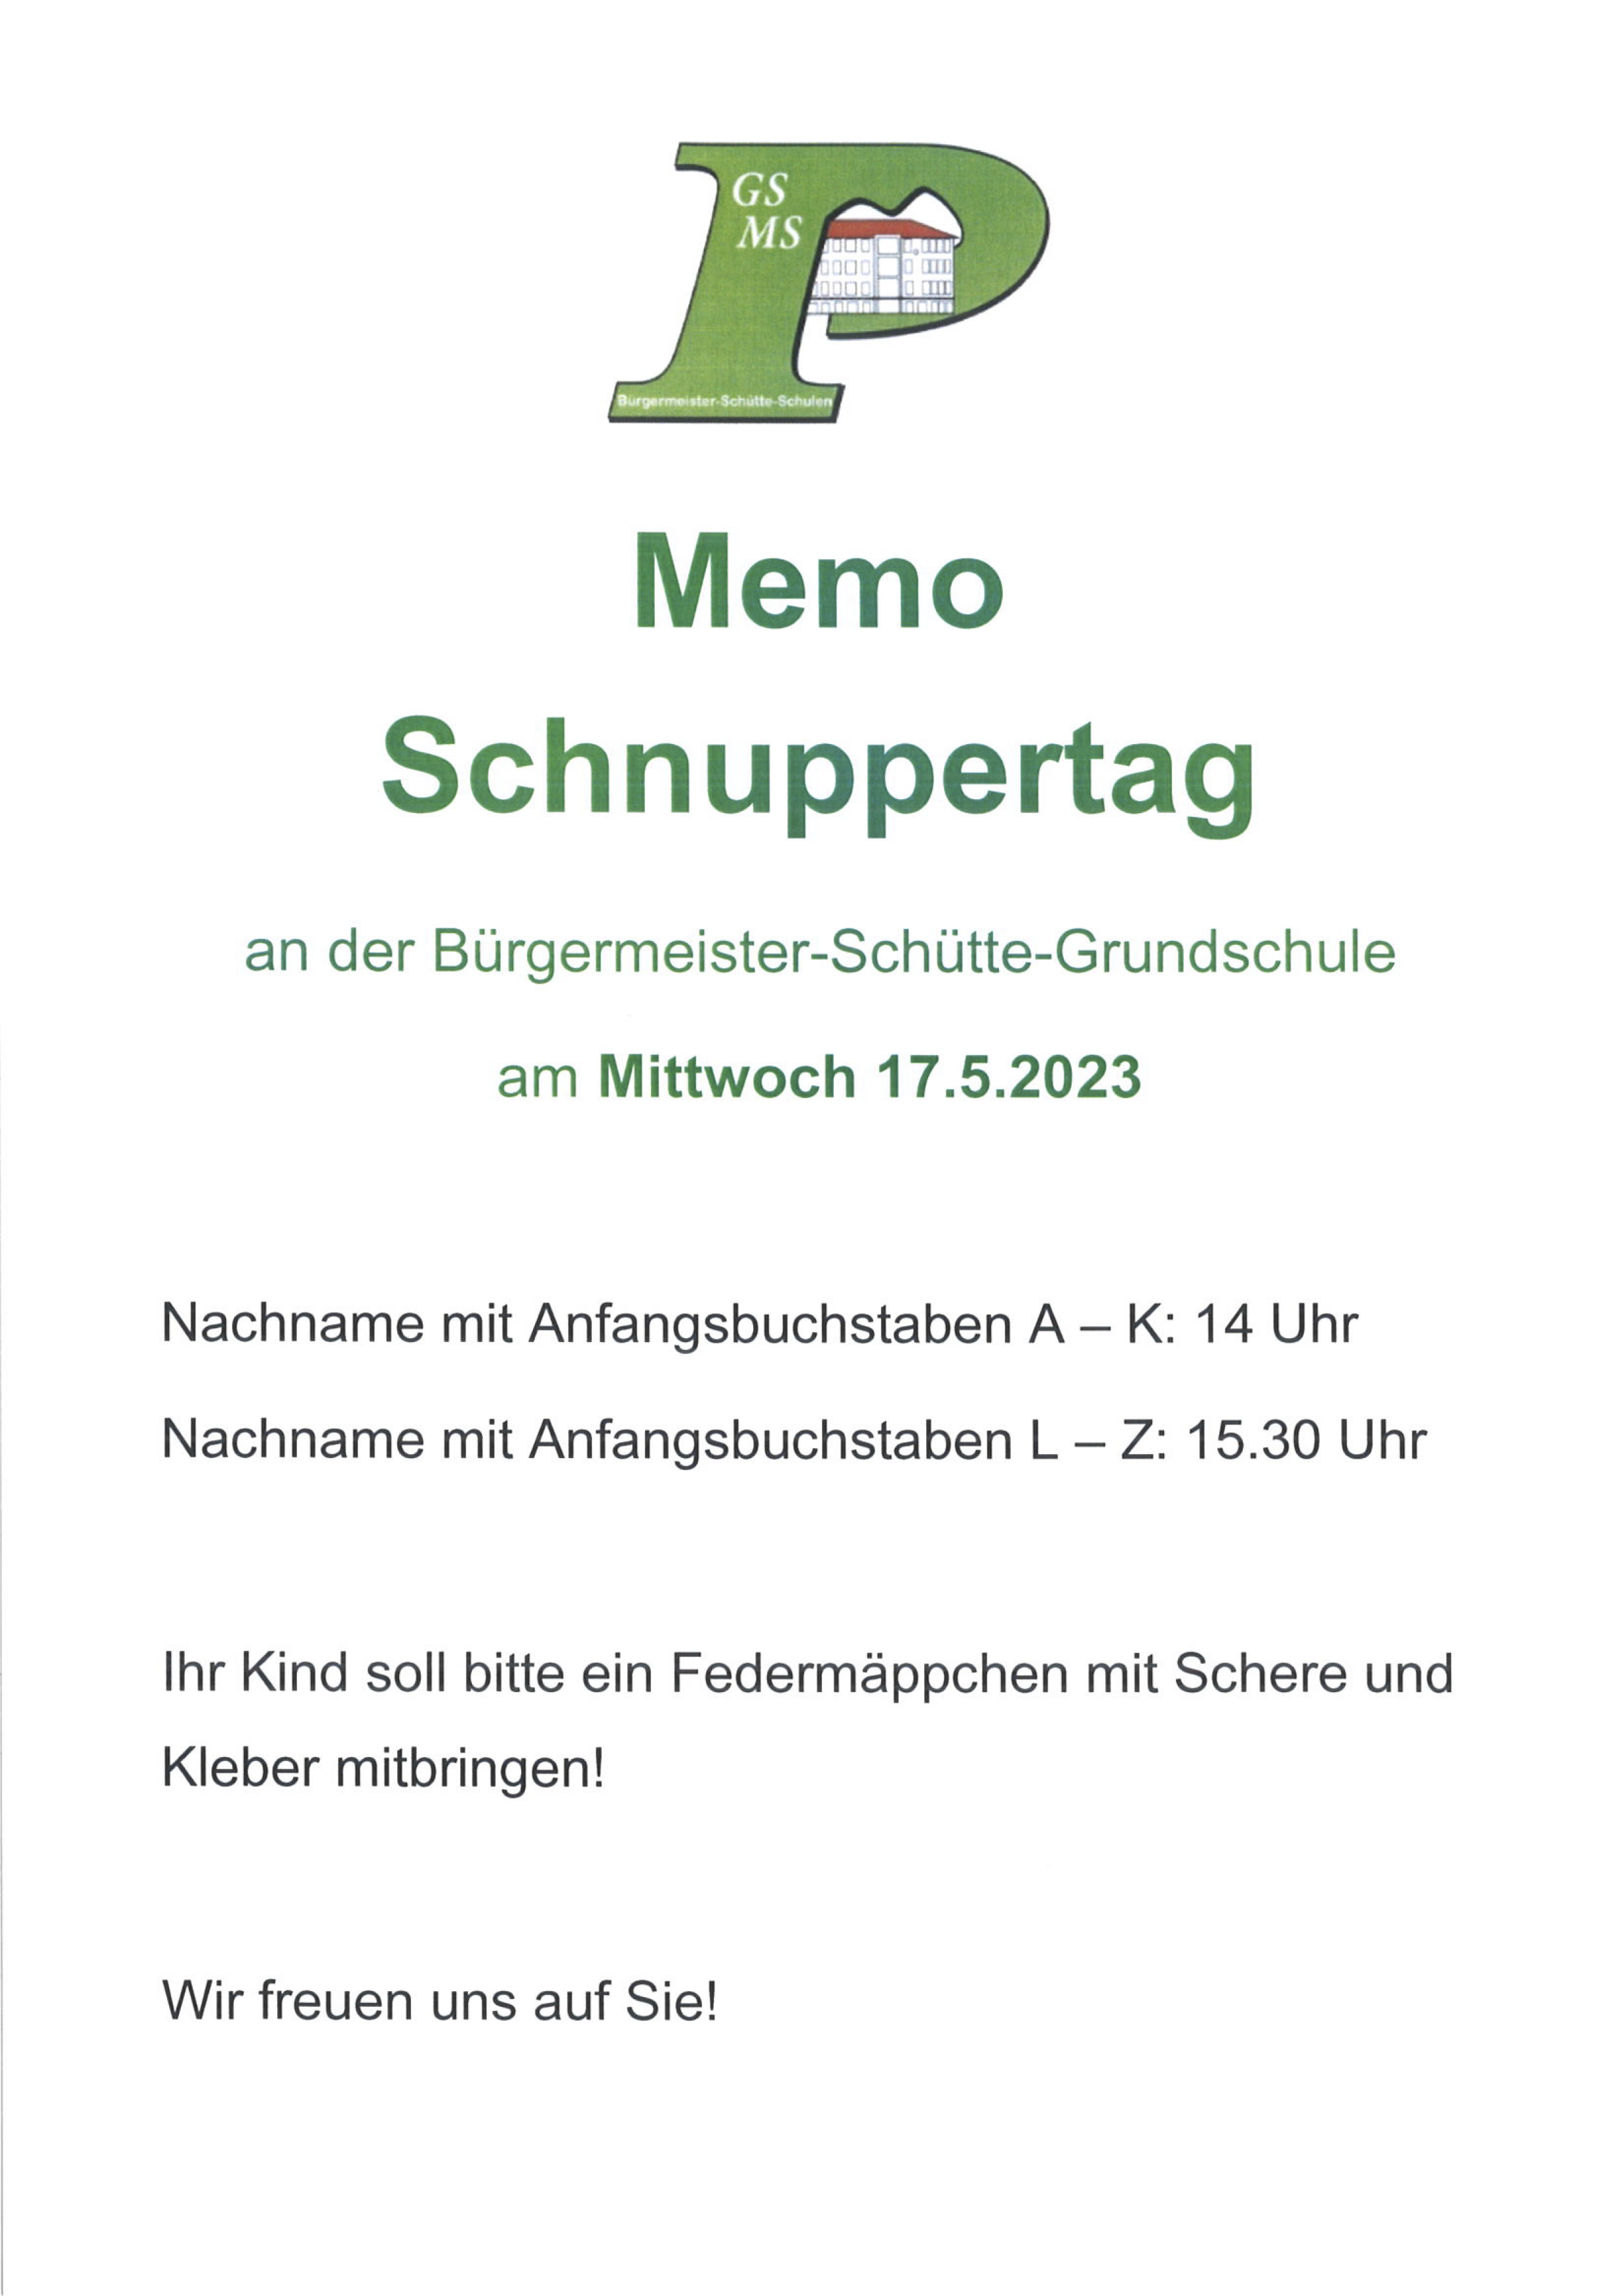 GS
MS
Bürgermeister-Schütte-Schulen
Memo
Schnuppertag
an der Bürgermeister-Schütte-Grundschule
am Mittwoch 17.5.2023
Nachname mit Anfangsbuchstaben A – K: 14 Uhr
Nachname mit Anfangsbuchstaben L – Z: 15.30 Uhr
Ihr Kind soll bitte ein Federmäppchen mit Schere und
Kleber mitbringen!
Wir freuen uns auf Sie!